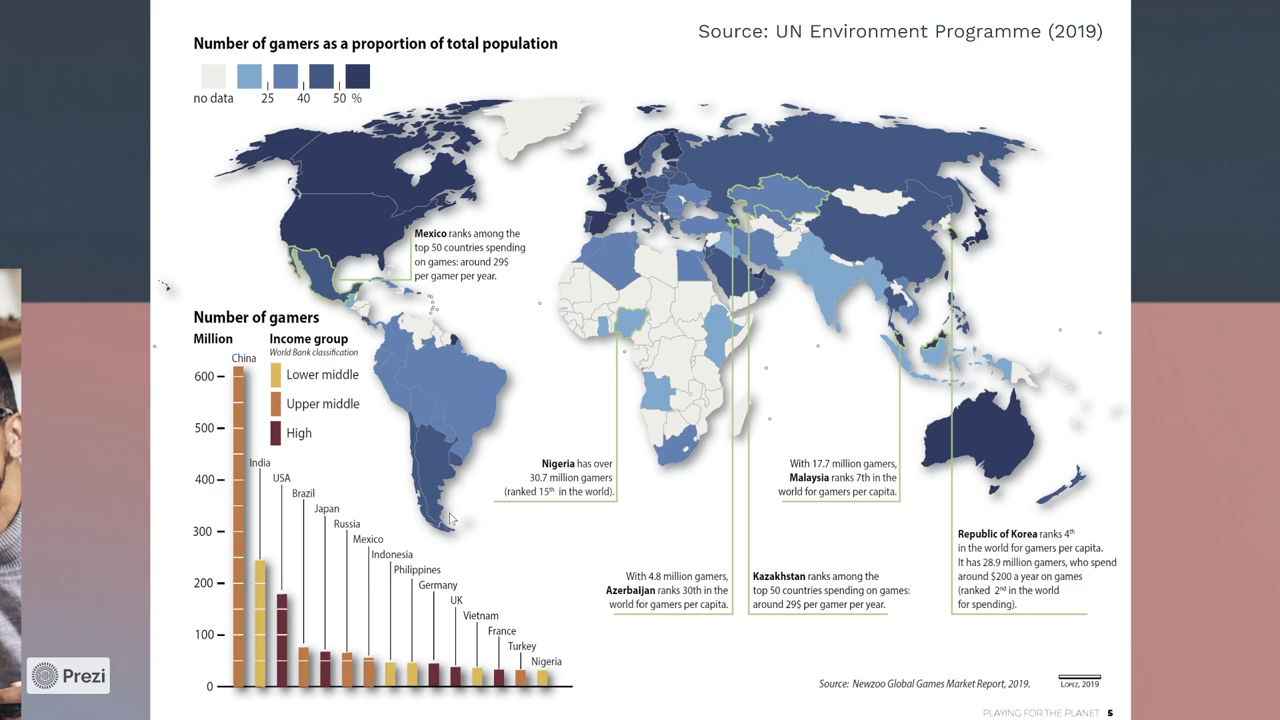 Source: UN Environment Programme (2019)
Number of gamers as a proportion of total population
no data 25 40 50 %
Mexico ranks among the
top 50 countries spending
on games: around 29$
per gamer per year.
Number of gamers
Million
Income group
World Bank classification
Lower middle
Upper middle
High
600
500
400
300
200
100
0
China
India
USA
Brazil
Japan
Russia
Mexico
Indonesia
Philippines
Germany
UK
Vietnam
France
Turkey
Nigeria
Nigeria has over
30.7 million gamers
(ranked 15th in the world).
With 17.7 million gamers,
Malaysia ranks 7th in the
world for gamers per capita.
With 4.8 million gamers,
Azerbaijan ranks 30th in the
world for gamers per capita.
Kazakhstan ranks among the
top 50 countries spending on games:
around 29$ per gamer per year.
Republic of Korea ranks 4th
in the world for gamers per capita.
It has 28.9 million gamers, who spend
around $200 a year on games
(ranked 2nd in the world
for spending).
Source: Newzoo Global Games Market Report, 2019.
LOPEZ, 2019
PLAYING FOR THE PLANET 5
Prezi